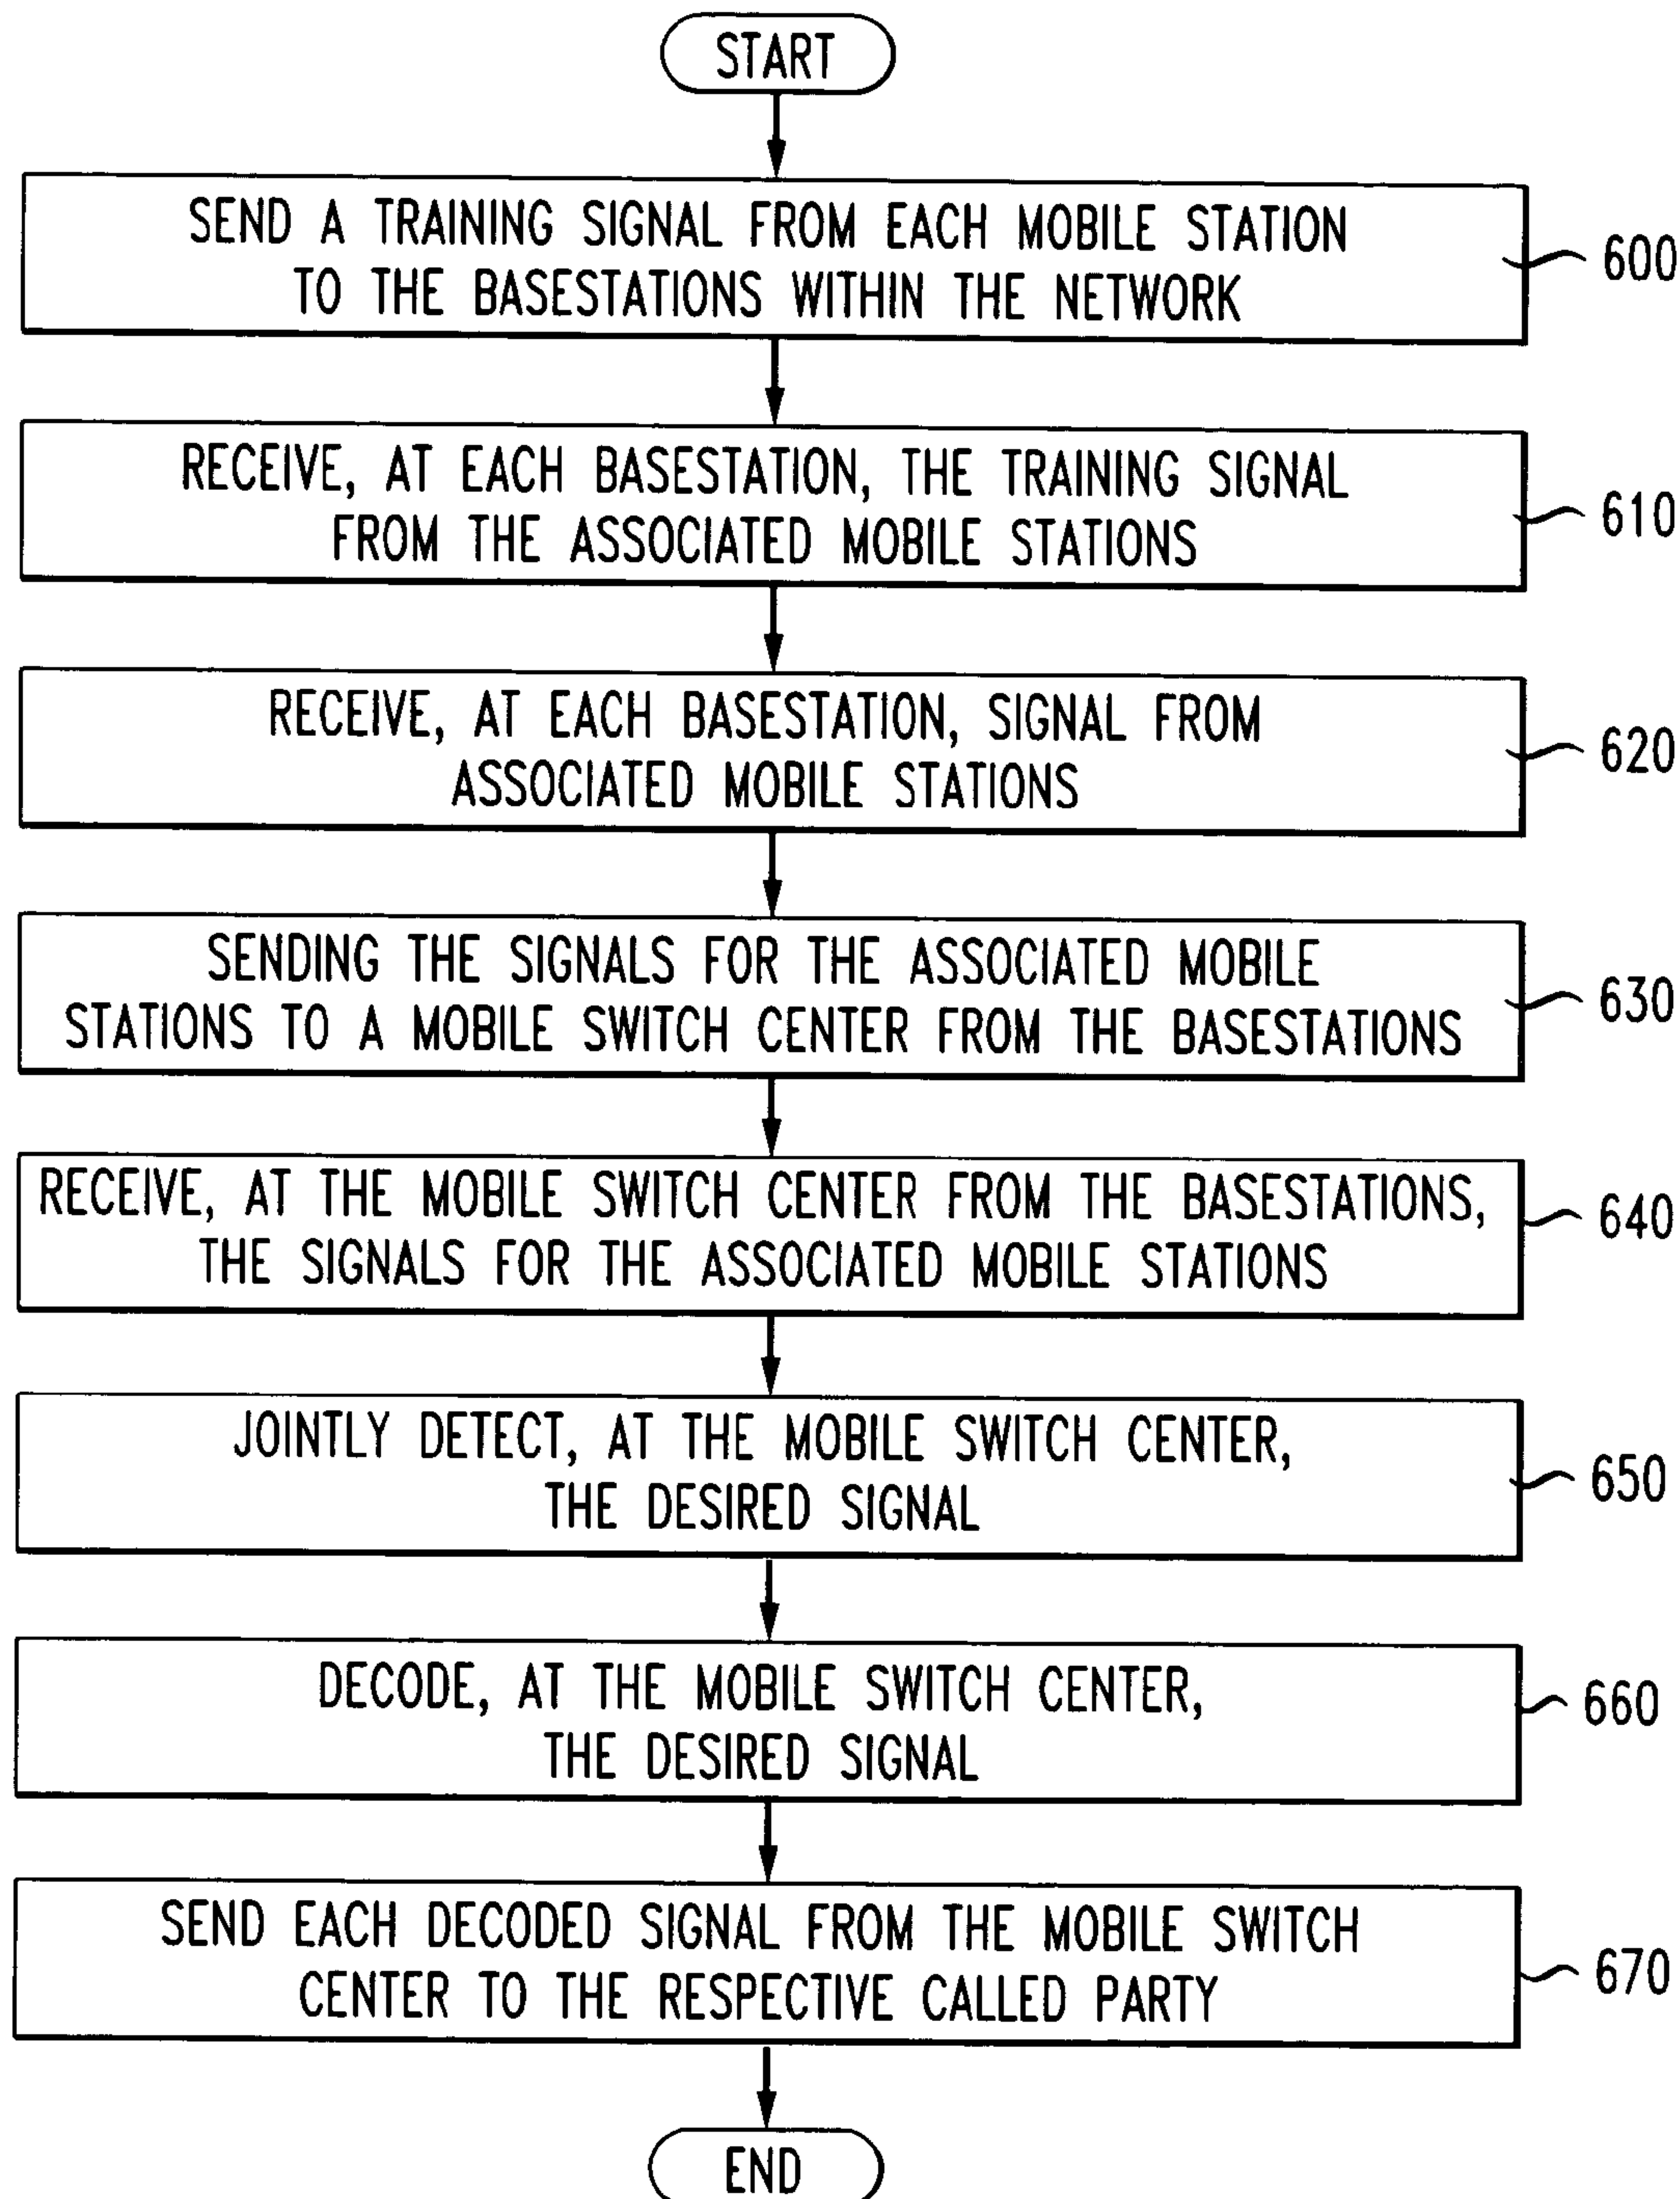 START
SEND A TRAINING SIGNAL FROM EACH MOBILE STATION
TO THE BASESTATIONS WITHIN THE NETWORK
600
RECEIVE, AT EACH BASESTATION, THE TRAINING SIGNAL
FROM THE ASSOCIATED MOBILE STATIONS
610
RECEIVE, AT EACH BASESTATION, SIGNAL FROM
ASSOCIATED MOBILE STATIONS
620
SENDING THE SIGNALS FOR THE ASSOCIATED MOBILE
STATIONS TO A MOBILE SWITCH CENTER FROM THE BASESTATIONS
630
RECEIVE, AT THE MOBILE SWITCH CENTER FROM THE BASESTATIONS,
THE SIGNALS FOR THE ASSOCIATED MOBILE STATIONS
640
JOINTLY DETECT, AT THE MOBILE SWITCH CENTER,
THE DESIRED SIGNAL
650
DECODE, AT THE MOBILE SWITCH CENTER,
THE DESIRED SIGNAL
660
SEND EACH DECODED SIGNAL FROM THE MOBILE SWITCH
CENTER TO THE RESPECTIVE CALLED PARTY
670
END